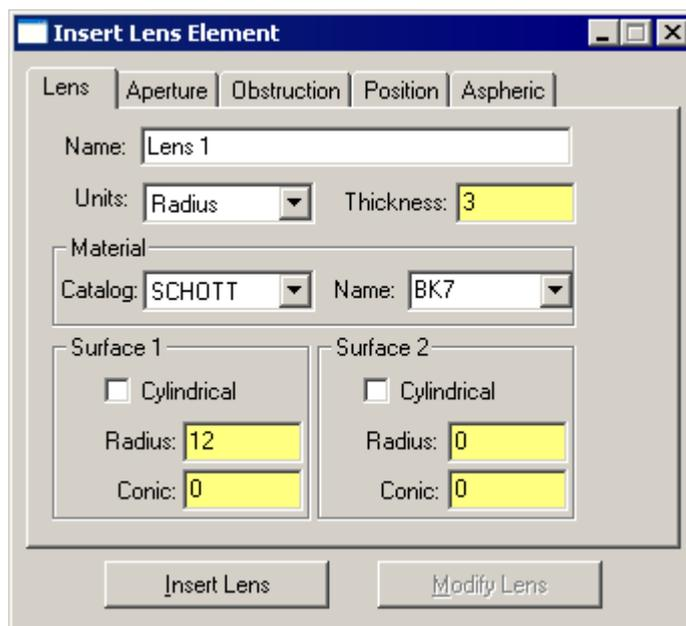 Insert Lens Element
Lens Aperture Obstruction Position Aspheric
Name: Lens 1
Units: Radius Thickness: 3
Material
Catalog: SCHOTT Name: BK7
Surface 1 Surface 2
Cylindrical Cylindrical
Radius: 12 Radius: 0
Conic: 0 Conic: 0
Insert Lens Modify Lens